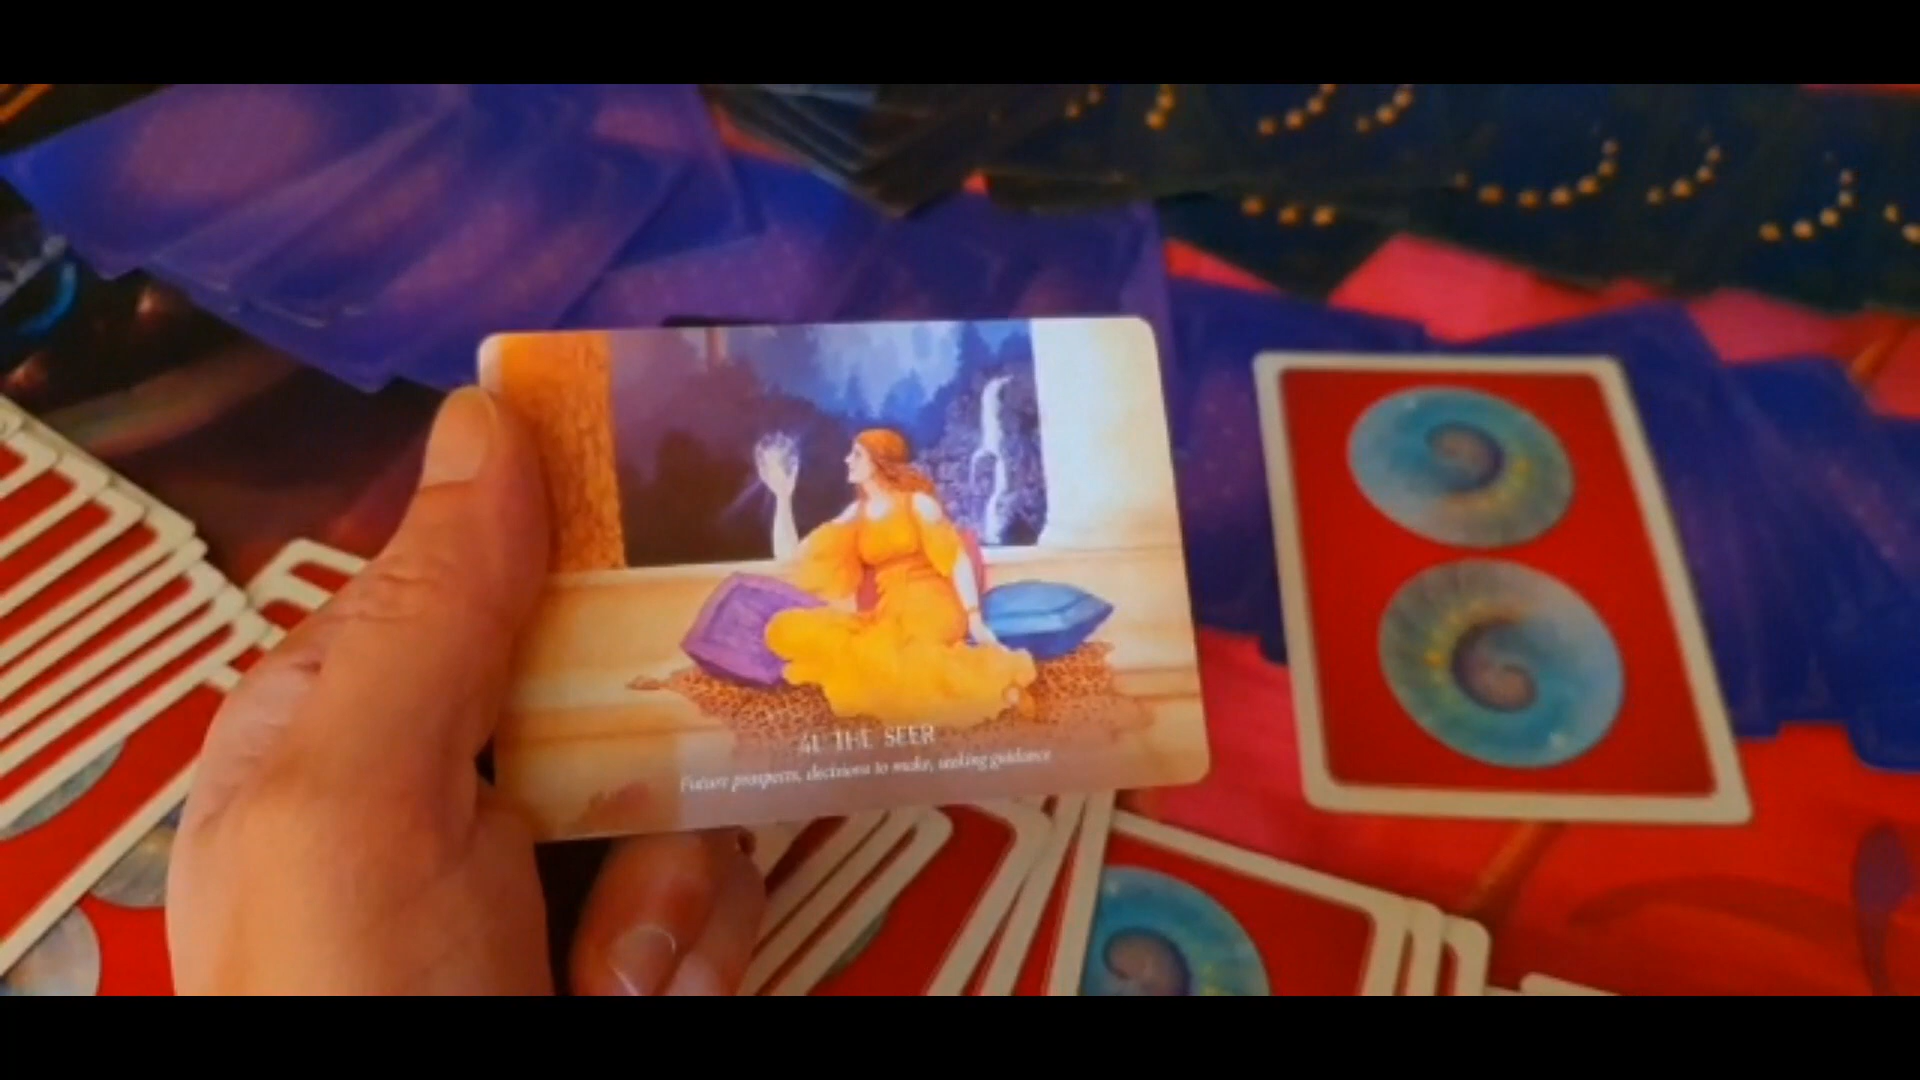 41. THE SEER
Future prospects, decisions to make, seeking guidance